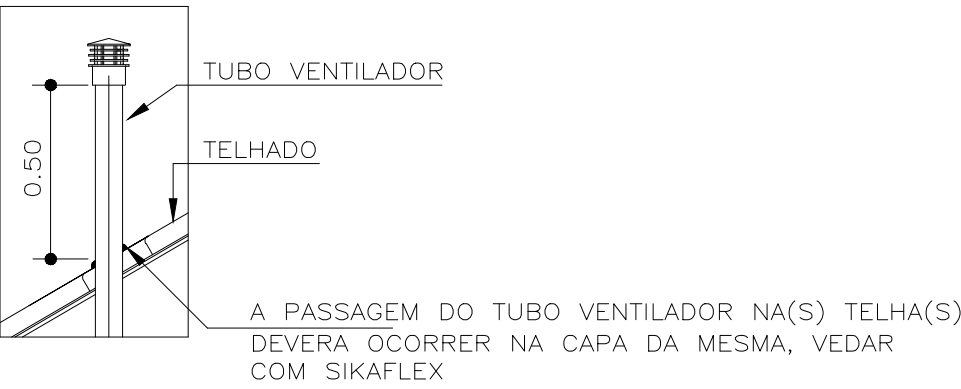 TUBO VENTILADOR
TELHADO
0.50
A PASSAGEM DO TUBO VENTILADOR NA(S) TELHA(S)
DEVERA OCORRER NA CAPA DA MESMA, VEDAR
COM SIKAFLEX